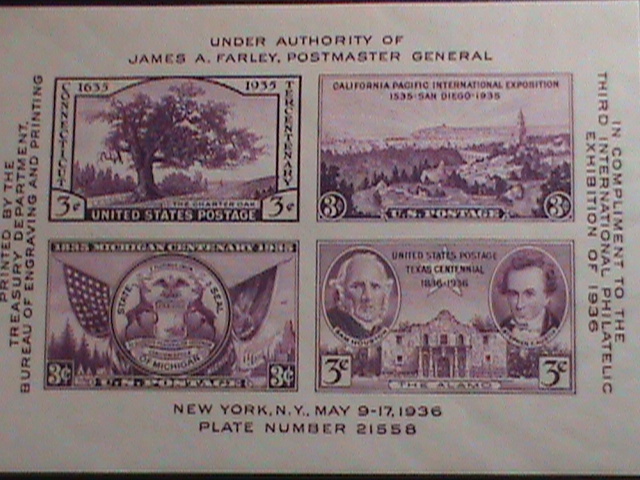 UNDER AUTHORITY OF
JAMES A. FARLEY, POSTMASTER GENERAL
PRINTED BY THE
TREASURY DEPARTMENT,
BUREAU OF ENGRAVING AND PRINTING
1635 1935
CONNECTICUT
TERCENTENARY
THE CHARTER OAK
3¢ 3¢
UNITED STATES POSTAGE
CALIFORNIA PACIFIC INTERNATIONAL EXPOSITION
1535-SAN DIEGO-1935
3¢ 3¢
U.S. POSTAGE
1835 MICHIGAN CENTENARY 1935
STATE SEAL
OF MICHIGAN
3¢ 3¢
U.S. POSTAGE
UNITED STATES POSTAGE
TEXAS CENTENNIAL
1836-1936
SAM HOUSTON
3¢ 3¢
THE ALAMO
IN COMPLIMENT TO THE
THIRD INTERNATIONAL PHILATELIC
EXHIBITION OF 1936
NEW YORK, N.Y., MAY 9-17, 1936
PLATE NUMBER 21558